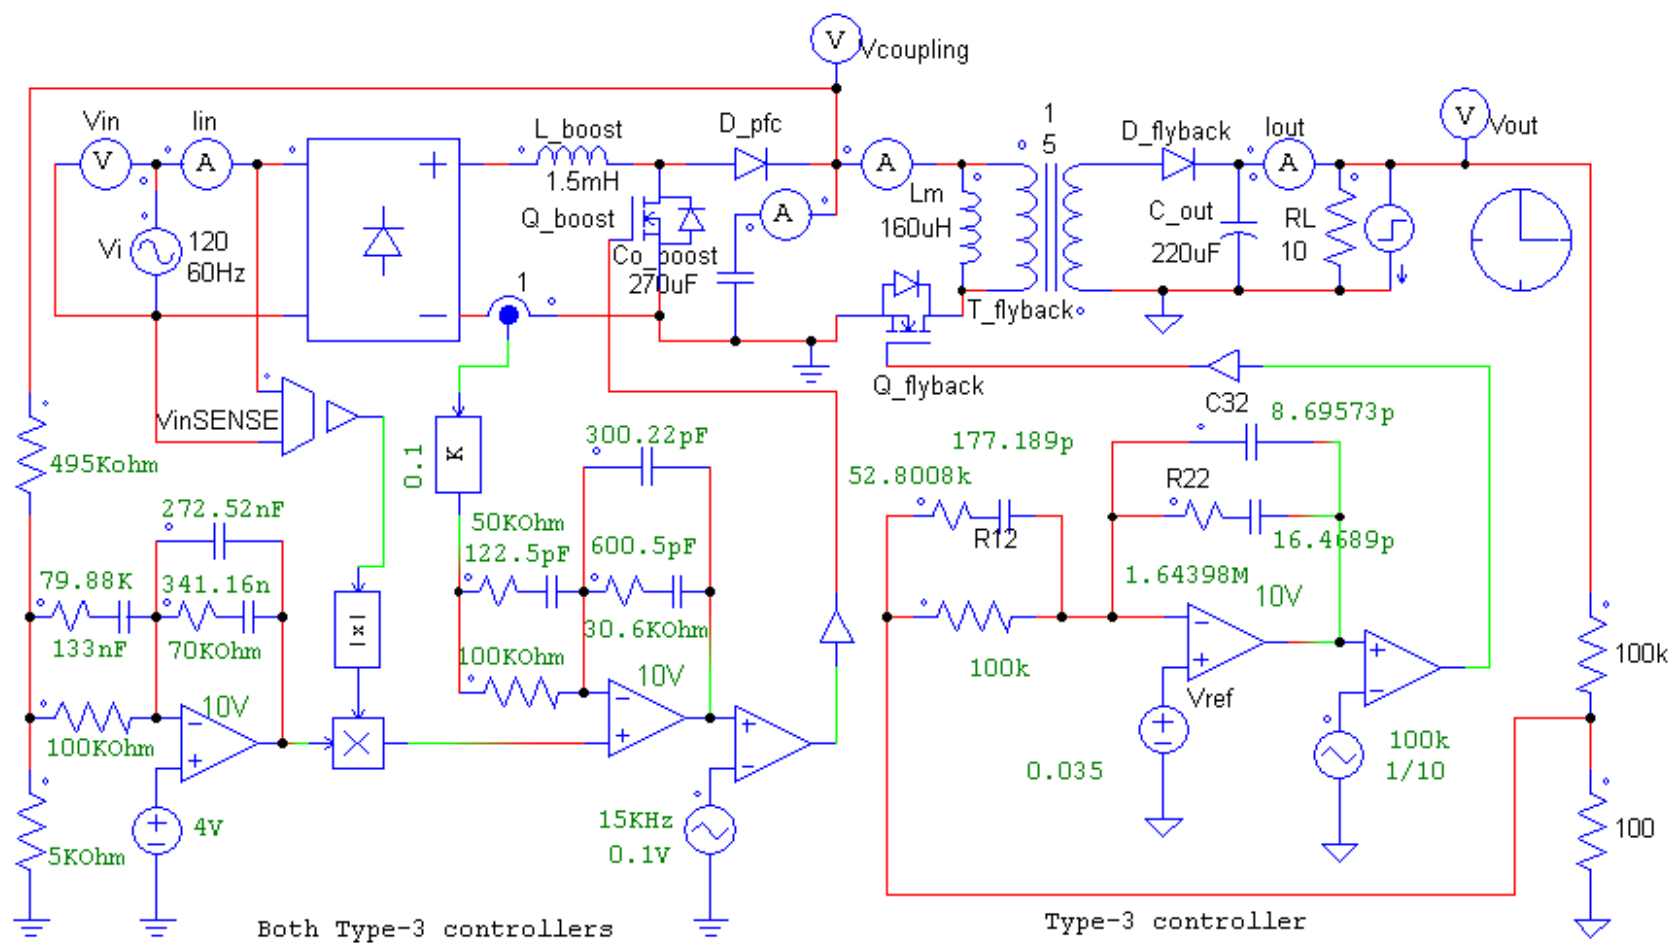 V
Vcoupling
Vin
Iin
L_boost
D_pfc
1
5
D_flyback
Iout
V
Vout
V
A
+
1.5mH
A
Lm
160uH
A
Q_boost
A
C_out
220uF
RL
10
Vi
120
60Hz
Co_boost
270uF
1
T_flyback
Q_flyback
VinSENSE
495Kohm
0.1
K
300.22pF
C32
8.69573p
177.189p
52.8008k
R22
272.52nF
50KOhm
122.5pF
600.5pF
R12
16.4689p
79.88K
341.16n
1.64398M
10V
133nF
70KOhm
|x|
30.6KOhm
100KOhm
10V
100k
100k
10V
100KOhm
Vref
0.035
100k
1/10
4V
5KOhm
15KHz
0.1V
100
Both Type-3 controllers
Type-3 controller